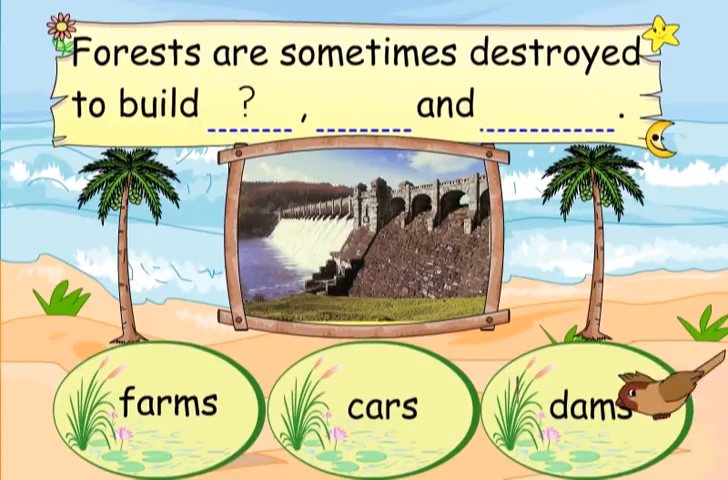 Forests are sometimes destroyed
to build ? , and .
farms
cars
dams